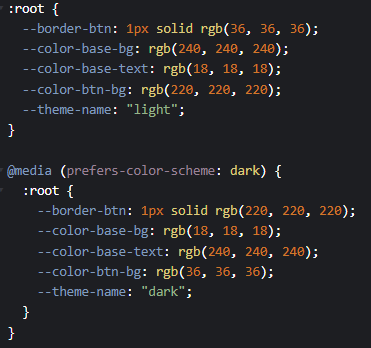 :root {
--border-btn: 1px solid rgb(36, 36, 36);
--color-base-bg: rgb(240, 240, 240);
--color-base-text: rgb(18, 18, 18);
--color-btn-bg: rgb(220, 220, 220);
--theme-name: "light";
}
@media (prefers-color-scheme: dark) {
:root {
--border-btn: 1px solid rgb(220, 220, 220);
--color-base-bg: rgb(18, 18, 18);
--color-base-text: rgb(240, 240, 240);
--color-btn-bg: rgb(36, 36, 36);
--theme-name: "dark";
}
}